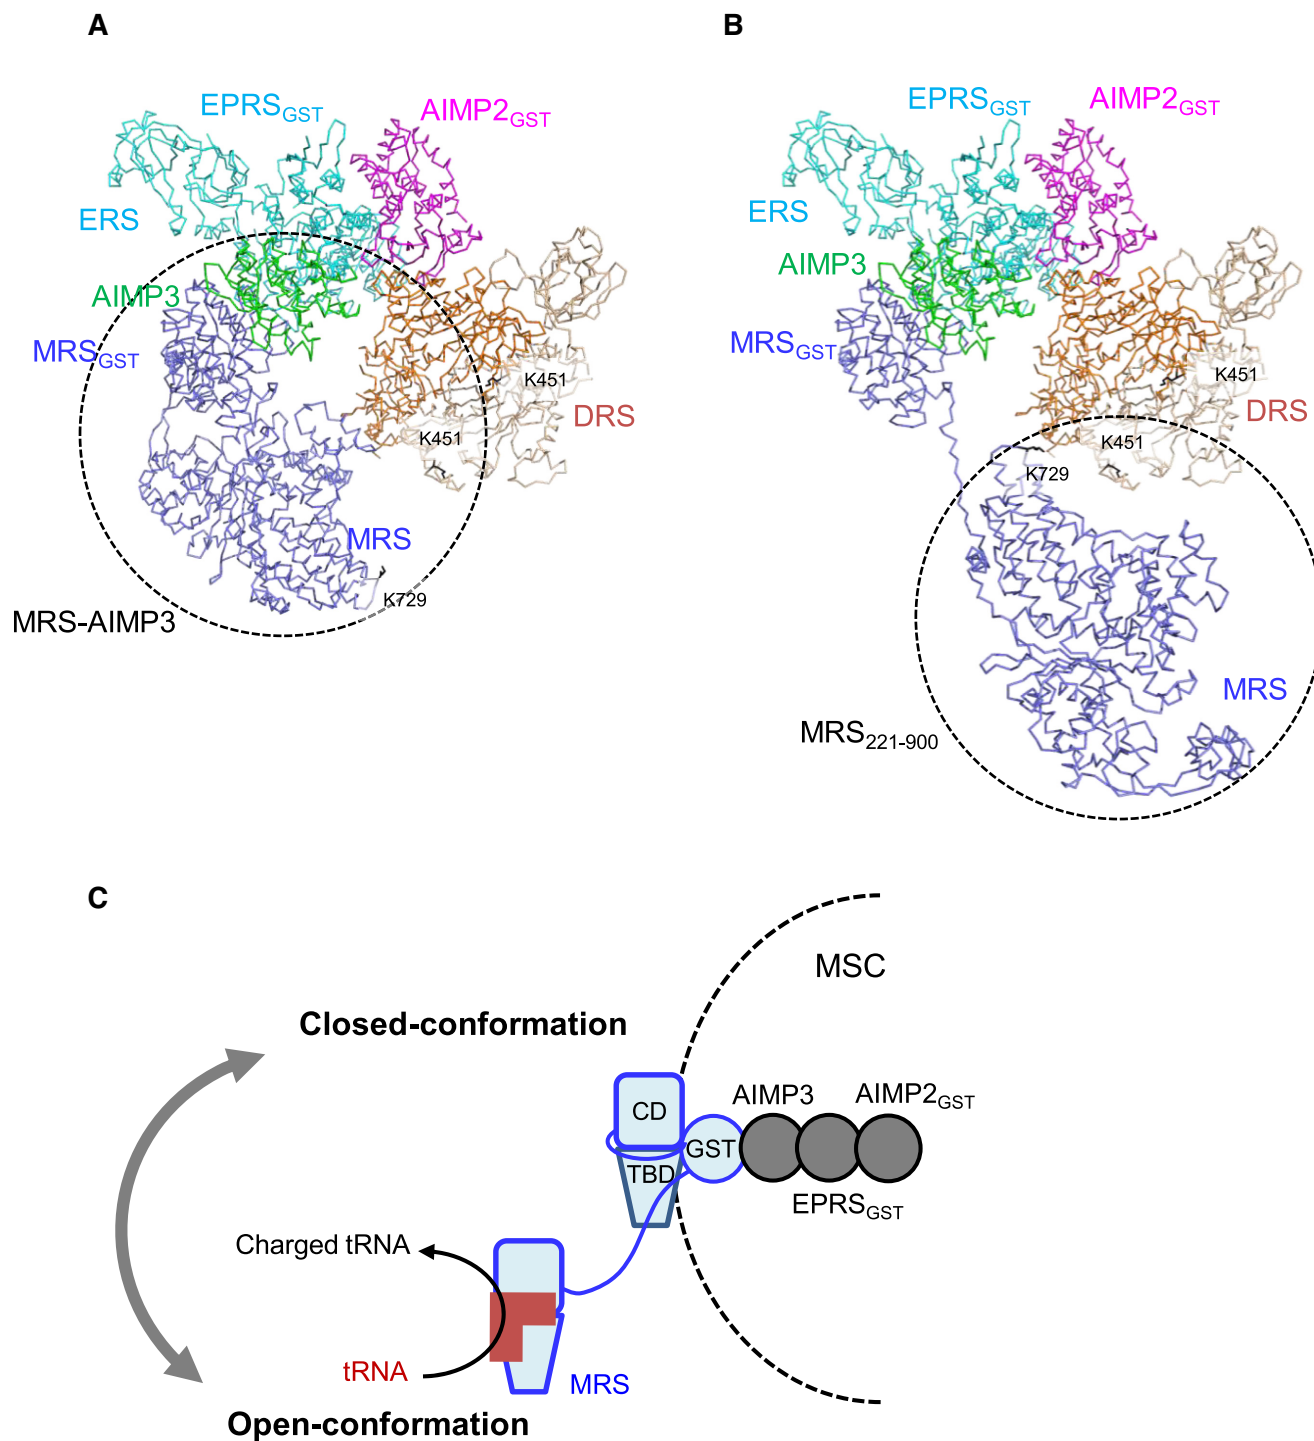 A
EPRSGST
AIMP2GST
ERS
AIMP3
MRSGST
K451
DRS
K451
MRS
K729
MRS-AIMP3
B
EPRSGST
AIMP2GST
ERS
AIMP3
MRSGST
K451
DRS
K451
K729
MRS
MRS221-900
C
MSC
Closed-conformation
CD
AIMP3
AIMP2GST
GST
TBD
EPRSGST
Charged tRNA
tRNA
MRS
Open-conformation